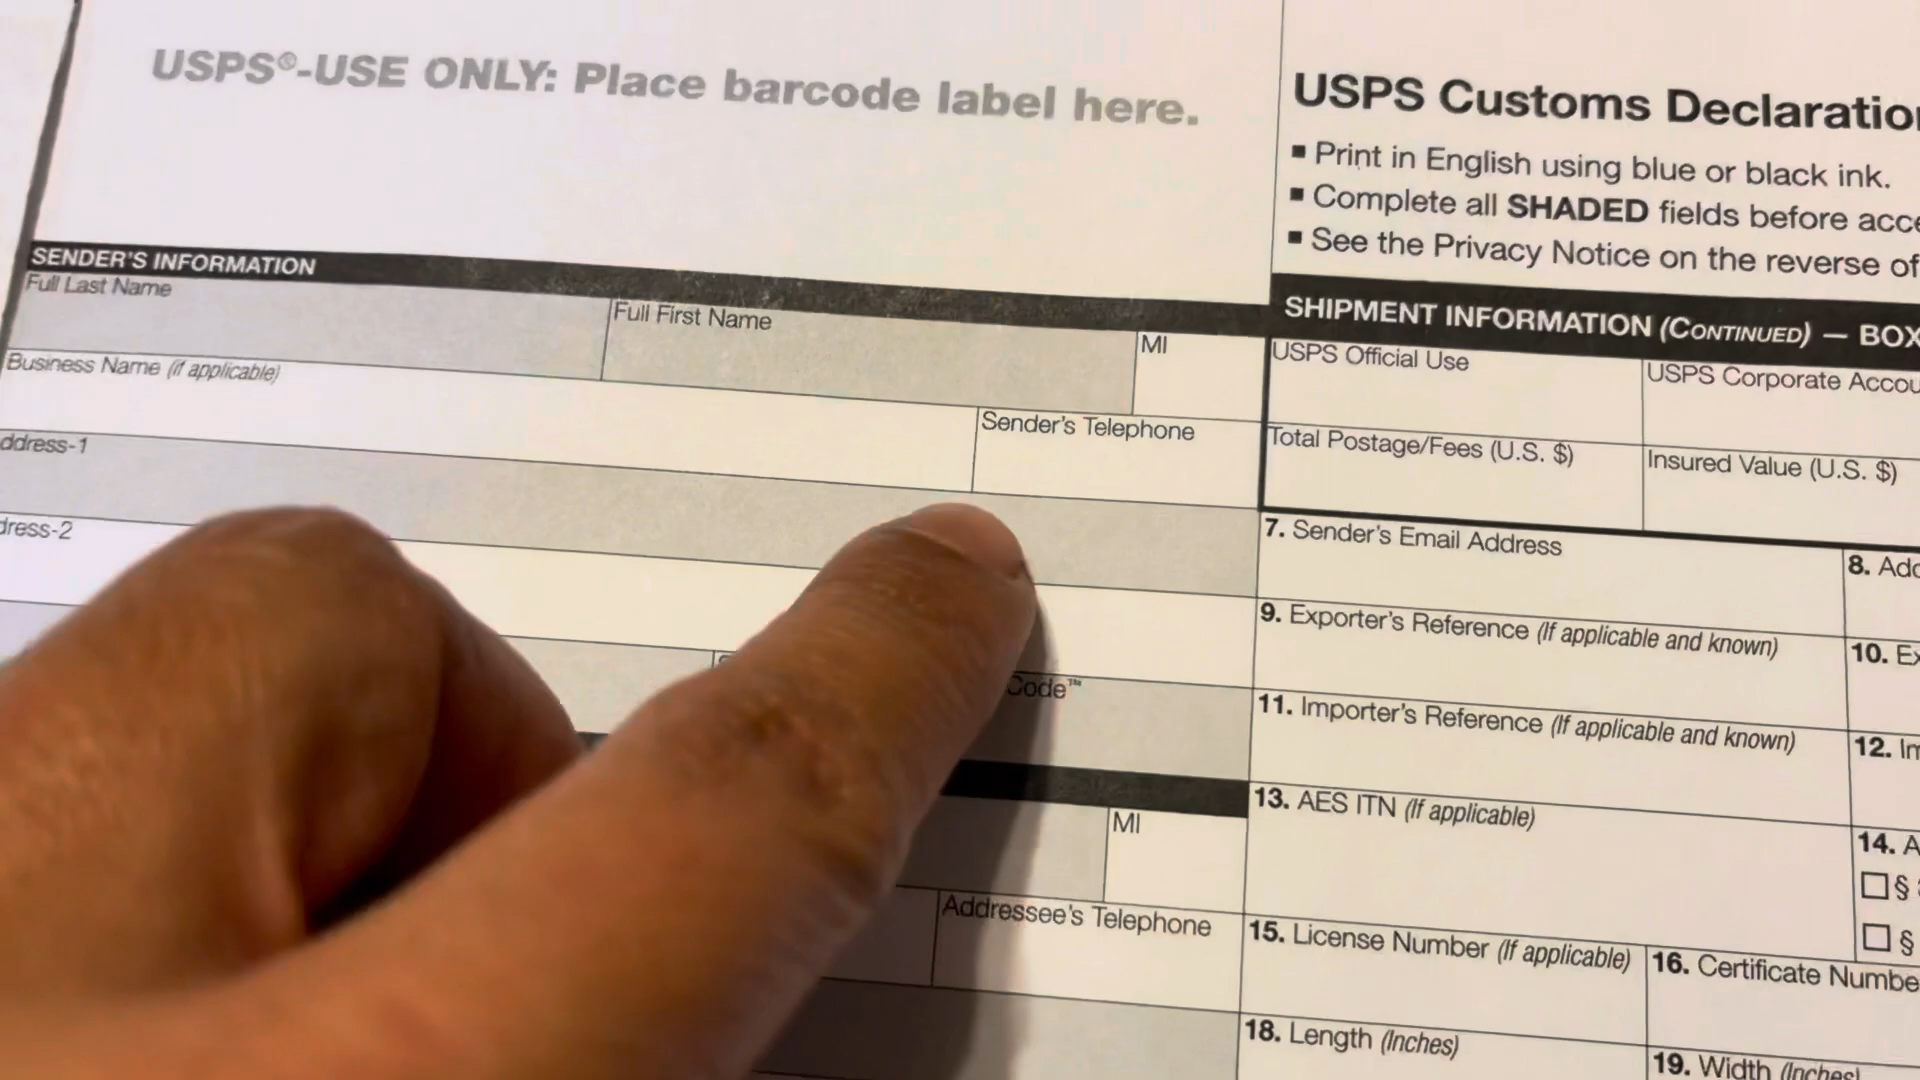 USPS®-USE ONLY: Place barcode label here.
SENDER'S INFORMATION
Full Last Name
Full First Name
MI
Business Name (if applicable)
Sender's Telephone
ddress-1
dress-2
Code™
MI
Addressee's Telephone
USPS Customs Declaratio
■ Print in English using blue or black ink.
■ Complete all SHADED fields before acce
■ See the Privacy Notice on the reverse of
SHIPMENT INFORMATION (CONTINUED) — BOX
USPS Official Use
USPS Corporate Accou
Total Postage/Fees (U.S. $)
Insured Value (U.S. $)
7. Sender's Email Address
8. Add
9. Exporter's Reference (If applicable and known)
10. Ex
11. Importer's Reference (If applicable and known)
12. Im
13. AES ITN (If applicable)
14. A
□ §
□ §
15. License Number (If applicable)
16. Certificate Numbe
18. Length (Inches)
19. Width (Inches)